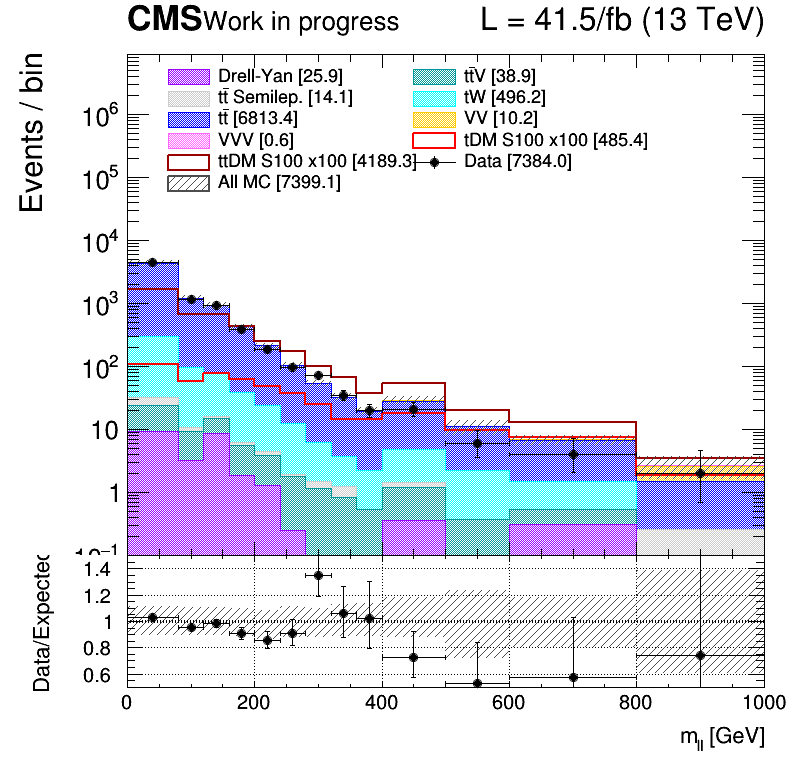 CMS Work in progress L = 41.5/fb (13 TeV)
Events / bin
Drell-Yan [25.9]
tt̄V [38.9]
tt̄ Semilep. [14.1]
tW [496.2]
tt̄ [6813.4]
VV [10.2]
VVV [0.6]
tDM S100 x100 [485.4]
ttDM S100 x100 [4189.3]
Data [7384.0]
All MC [7399.1]
10⁶
10⁵
10⁴
10³
10²
10
1
10⁻¹
Data/Expected
1.4
1.2
1
0.8
0.6
0 200 400 600 800 1000
m_ll [GeV]